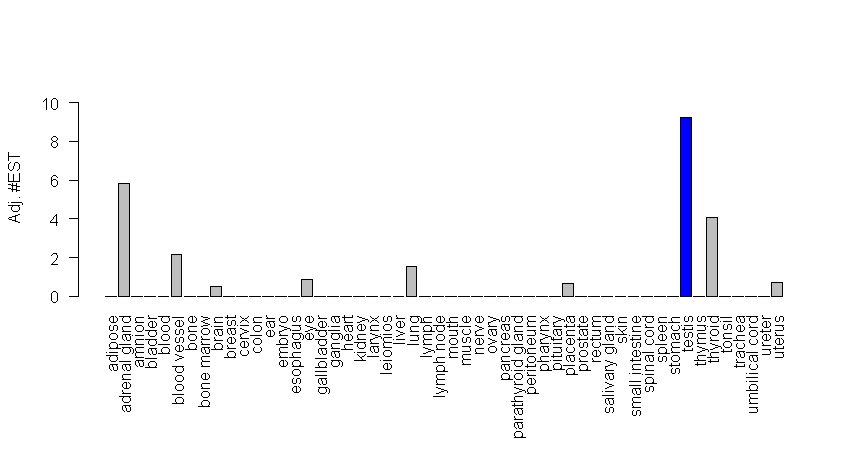 Adj. #EST
10
8
6
4
2
0
adipose
adrenal gland
amnion
bladder
blood
blood vessel
bone
bone marrow
brain
breast
cervix
colon
ear
embryo
esophagus
eye
gallbladder
ganglia
heart
kidney
larynx
leiomios
liver
lung
lymph
lymph node
mouth
muscle
nerve
ovary
pancreas
parathyroid gland
peritoneum
pharynx
pituitary
placenta
prostate
rectum
salivary gland
skin
small intestine
spinal cord
spleen
stomach
testis
thymus
thyroid
tonsil
trachea
umbilical cord
ureter
uterus